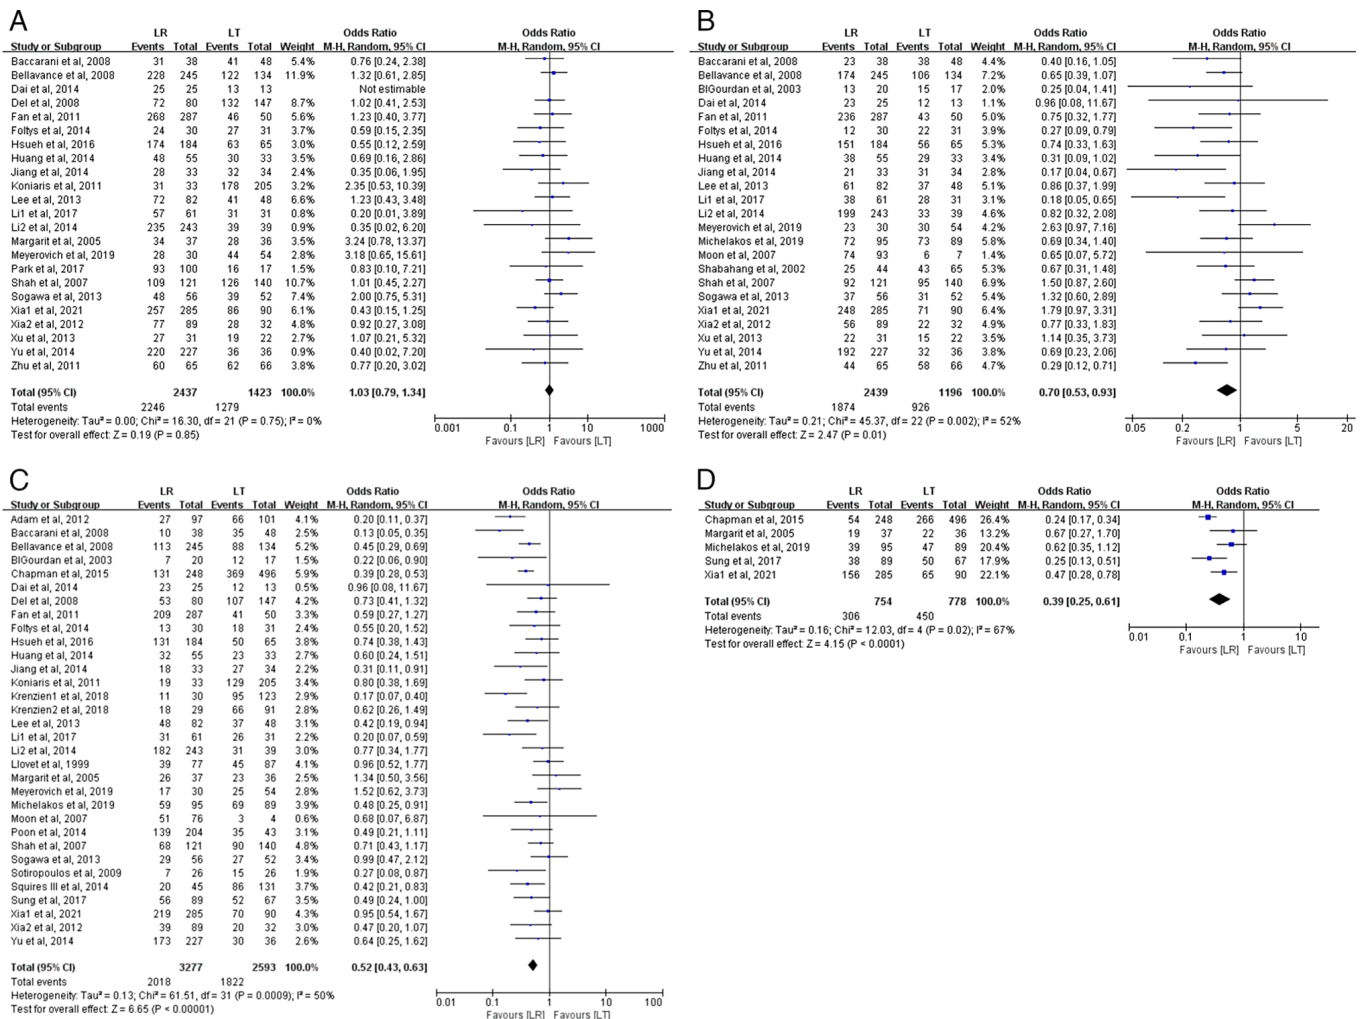 A
LR LT Odds Ratio Odds Ratio
Study or Subgroup Events Total Events Total Weight M-H, Random, 95% CI M-H, Random, 95% CI
Baccarani et al, 2008 31 38 41 48 5.4% 0.76 [0.24, 2.38]
Bellavance et al, 2008 228 245 122 134 11.9% 1.32 [0.61, 2.85]
Dai et al, 2014 25 25 13 13 Not estimable
Del et al, 2008 72 80 132 147 8.7% 1.02 [0.41, 2.53]
Fan et al, 2011 268 287 46 50 5.6% 1.23 [0.40, 3.77]
Foltys et al, 2014 24 30 27 31 3.6% 0.59 [0.15, 2.35]
Hsueh et al, 2016 174 184 63 65 3.0% 0.55 [0.12, 2.59]
Huang et al, 2014 48 55 30 33 3.4% 0.69 [0.16, 2.86]
Jiang et al, 2014 28 33 32 34 2.3% 0.35 [0.06, 1.95]
Koniaris et al, 2011 31 33 178 205 3.2% 2.35 [0.53, 10.39]
Lee et al, 2013 72 82 41 48 6.6% 1.23 [0.43, 3.48]
Li1 et al, 2017 57 61 31 31 0.8% 0.20 [0.01, 3.89]
Li2 et al, 2014 235 243 39 39 0.8% 0.35 [0.02, 6.20]
Margarit et al, 2005 34 37 28 36 3.4% 3.24 [0.78, 13.37]
Meyerovich et al, 2019 28 30 44 54 2.8% 3.18 [0.65, 15.61]
Park et al, 2017 93 100 16 17 1.5% 0.83 [0.10, 7.21]
Shah et al, 2007 109 121 126 140 10.7% 1.01 [0.45, 2.27]
Sogawa et al, 2013 48 56 39 52 7.4% 2.00 [0.75, 5.31]
Xia1 et al, 2021 257 285 86 90 6.1% 0.43 [0.15, 1.25]
Xia2 et al, 2012 77 89 28 32 4.8% 0.92 [0.27, 3.08]
Xu et al, 2013 27 31 19 22 2.7% 1.07 [0.21, 5.32]
Yu et al, 2014 220 227 36 36 0.8% 0.40 [0.02, 7.20]
Zhu et al, 2011 60 65 62 66 3.8% 0.77 [0.20, 3.02]
Total (95% CI) 2437 1423 100.0% 1.03 [0.79, 1.34]
Total events 2246 1279
Heterogeneity: Tau² = 0.00; Chi² = 16.30, df = 21 (P = 0.75); I² = 0%
Test for overall effect: Z = 0.19 (P = 0.85)
0.001 0.1 1 10 1000
Favours [LR] Favours [LT]
B
LR LT Odds Ratio Odds Ratio
Study or Subgroup Events Total Events Total Weight M-H, Random, 95% CI M-H, Random, 95% CI
Baccarani et al, 2008 23 38 38 48 4.4% 0.40 [0.16, 1.05]
Bellavance et al, 2008 174 245 106 134 7.2% 0.65 [0.39, 1.07]
BlGourdan et al, 2003 13 20 15 17 2.0% 0.25 [0.04, 1.41]
Dai et al, 2014 23 25 12 13 1.1% 0.96 [0.08, 11.67]
Fan et al, 2011 236 287 43 50 5.0% 0.75 [0.32, 1.77]
Foltys et al, 2014 12 30 22 31 4.0% 0.27 [0.09, 0.79]
Hsueh et al, 2016 151 184 56 65 5.3% 0.74 [0.33, 1.63]
Huang et al, 2014 38 55 29 33 3.5% 0.31 [0.09, 1.02]
Jiang et al, 2014 21 33 31 34 2.9% 0.17 [0.04, 0.67]
Lee et al, 2013 61 82 37 48 5.0% 0.86 [0.37, 1.99]
Li1 et al, 2017 38 61 28 31 3.1% 0.18 [0.05, 0.65]
Li2 et al, 2014 199 243 33 39 4.6% 0.82 [0.32, 2.08]
Meyerovich et al, 2019 23 30 30 54 4.1% 2.63 [0.97, 7.16]
Michelakos et al, 2019 72 95 73 89 5.9% 0.69 [0.34, 1.40]
Moon et al, 2007 74 93 6 7 1.4% 0.65 [0.07, 5.72]
Shabahang et al, 2002 25 44 43 65 5.4% 0.67 [0.31, 1.48]
Shah et al, 2007 92 121 95 140 6.9% 1.50 [0.87, 2.60]
Sogawa et al, 2013 37 56 31 52 5.4% 1.32 [0.60, 2.89]
Xia1 et al, 2021 248 285 71 90 6.5% 1.79 [0.97, 3.31]
Xia2 et al, 2012 56 89 22 32 5.0% 0.77 [0.33, 1.83]
Xu et al, 2013 22 31 15 22 3.6% 1.14 [0.35, 3.73]
Yu et al, 2014 192 227 32 36 3.8% 0.69 [0.23, 2.06]
Zhu et al, 2011 44 65 58 66 4.7% 0.29 [0.12, 0.71]
Total (95% CI) 2439 1196 100.0% 0.70 [0.53, 0.93]
Total events 1874 926
Heterogeneity: Tau² = 0.21; Chi² = 45.37, df = 22 (P = 0.002); I² = 52%
Test for overall effect: Z = 2.47 (P = 0.01)
0.05 0.2 1 5 20
Favours [LR] Favours [LT]
C
LR LT Odds Ratio Odds Ratio
Study or Subgroup Events Total Events Total Weight M-H, Random, 95% CI M-H, Random, 95% CI
Adam et al, 2012 27 97 66 101 4.1% 0.20 [0.11, 0.37]
Baccarani et al, 2008 10 38 35 48 2.5% 0.13 [0.05, 0.35]
Bellavance et al, 2008 113 245 88 134 5.2% 0.45 [0.29, 0.69]
BlGourdan et al, 2003 7 20 12 17 1.5% 0.22 [0.06, 0.90]
Chapman et al, 2015 131 248 369 496 5.9% 0.39 [0.28, 0.53]
Dai et al, 2014 23 25 12 13 0.5% 0.96 [0.08, 11.67]
Del et al, 2008 53 80 107 147 4.2% 0.73 [0.41, 1.32]
Fan et al, 2011 209 287 41 50 3.1% 0.59 [0.27, 1.27]
Foltys et al, 2014 13 30 18 31 2.3% 0.55 [0.20, 1.52]
Hsueh et al, 2016 131 184 50 65 3.7% 0.74 [0.38, 1.43]
Huang et al, 2014 32 55 23 33 2.6% 0.60 [0.24, 1.51]
Jiang et al, 2014 18 33 27 34 2.2% 0.31 [0.11, 0.91]
Koniaris et al, 2011 19 33 129 205 3.3% 0.80 [0.38, 1.69]
Krenzien1 et al, 2018 11 30 95 123 2.9% 0.17 [0.07, 0.40]
Krenzien2 et al, 2018 18 29 66 91 2.8% 0.62 [0.26, 1.49]
Lee et al, 2013 48 82 37 48 3.1% 0.42 [0.19, 0.94]
Li1 et al, 2017 31 61 26 31 2.2% 0.20 [0.07, 0.59]
Li2 et al, 2014 182 243 31 39 2.9% 0.77 [0.34, 1.77]
Llovet et al, 1999 39 77 45 87 4.1% 0.96 [0.52, 1.77]
Margarit et al, 2005 26 37 23 36 2.5% 1.34 [0.50, 3.56]
Meyerovich et al, 2019 17 30 25 54 2.8% 1.52 [0.62, 3.73]
Michelakos et al, 2019 59 95 69 89 3.9% 0.48 [0.25, 0.91]
Moon et al, 2007 51 76 3 4 0.6% 0.68 [0.07, 6.87]
Poon et al, 2014 139 204 35 43 3.1% 0.49 [0.21, 1.11]
Shah et al, 2007 68 121 90 140 4.8% 0.71 [0.43, 1.17]
Sogawa et al, 2013 29 56 27 52 3.3% 0.99 [0.47, 2.12]
Sotiropoulos et al, 2009 7 26 15 26 1.9% 0.27 [0.08, 0.87]
Squires III et al, 2014 20 45 86 131 3.7% 0.42 [0.21, 0.83]
Sung et al, 2017 56 89 52 67 3.5% 0.49 [0.24, 1.00]
Xia1 et al, 2021 219 285 70 90 4.4% 0.95 [0.54, 1.67]
Xia2 et al, 2012 39 89 20 32 3.0% 0.47 [0.20, 1.07]
Yu et al, 2014 173 227 30 36 2.6% 0.64 [0.25, 1.62]
Total (95% CI) 3277 2593 100.0% 0.52 [0.43, 0.63]
Total events 2018 1822
Heterogeneity: Tau² = 0.13; Chi² = 61.51, df = 31 (P = 0.0009); I² = 50%
Test for overall effect: Z = 6.65 (P < 0.00001)
0.01 0.1 1 10 100
Favours [LR] Favours [LT]
D
LR LT Odds Ratio Odds Ratio
Study or Subgroup Events Total Events Total Weight M-H, Random, 95% CI M-H, Random, 95% CI
Chapman et al, 2015 54 248 266 496 26.4% 0.24 [0.17, 0.34]
Margarit et al, 2005 19 37 22 36 13.2% 0.67 [0.27, 1.70]
Michelakos et al, 2019 39 95 47 89 20.4% 0.62 [0.35, 1.12]
Sung et al, 2017 38 89 50 67 17.9% 0.25 [0.13, 0.51]
Xia1 et al, 2021 156 285 65 90 22.1% 0.47 [0.28, 0.78]
Total (95% CI) 754 778 100.0% 0.39 [0.25, 0.61]
Total events 306 450
Heterogeneity: Tau² = 0.16; Chi² = 12.03, df = 4 (P = 0.02); I² = 67%
Test for overall effect: Z = 4.15 (P < 0.0001)
0.01 0.1 1 10
Favours [LR] Favours [LT]